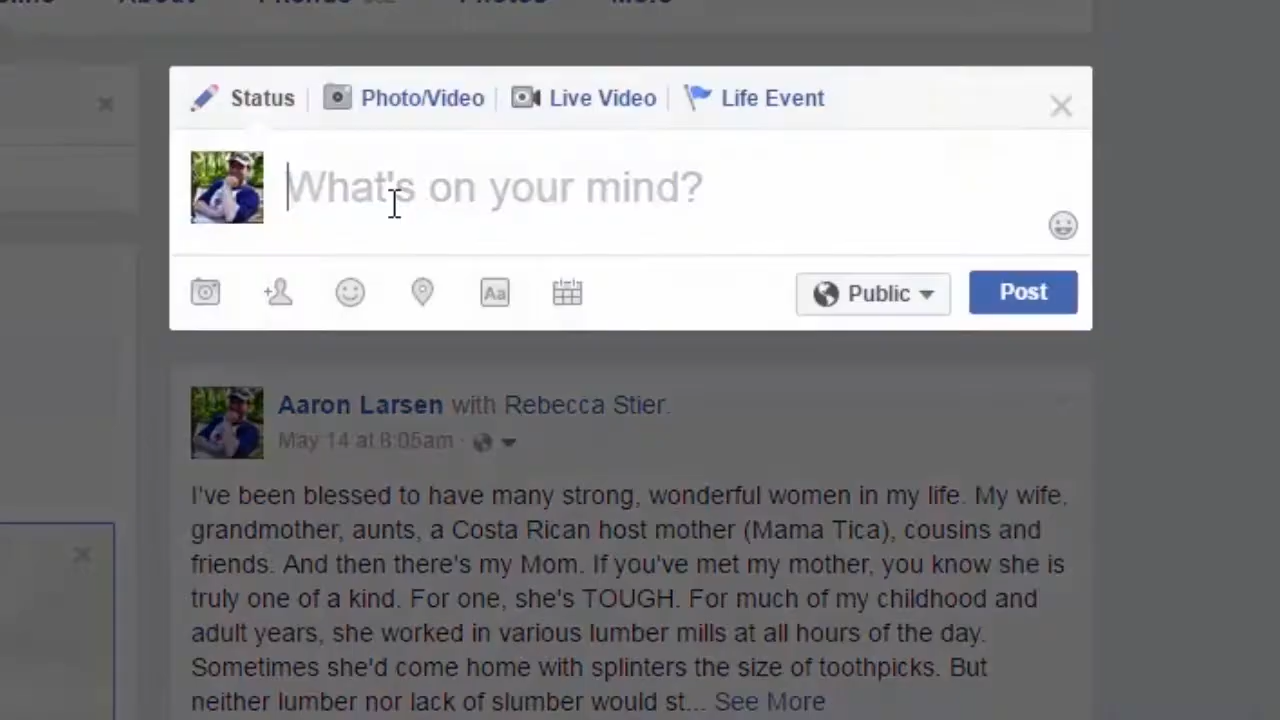 About Friends Photos More
Status Photo/Video Live Video Life Event
What's on your mind?
Aa
Public Post
Aaron Larsen with Rebecca Stier.
May 14 at 8:05am
I've been blessed to have many strong, wonderful women in my life. My wife,
grandmother, aunts, a Costa Rican host mother (Mama Tica), cousins and
friends. And then there's my Mom. If you've met my mother, you know she is
truly one of a kind. For one, she's TOUGH. For much of my childhood and
adult years, she worked in various lumber mills at all hours of the day.
Sometimes she'd come home with splinters the size of toothpicks. But
neither lumber nor lack of slumber would st... See More